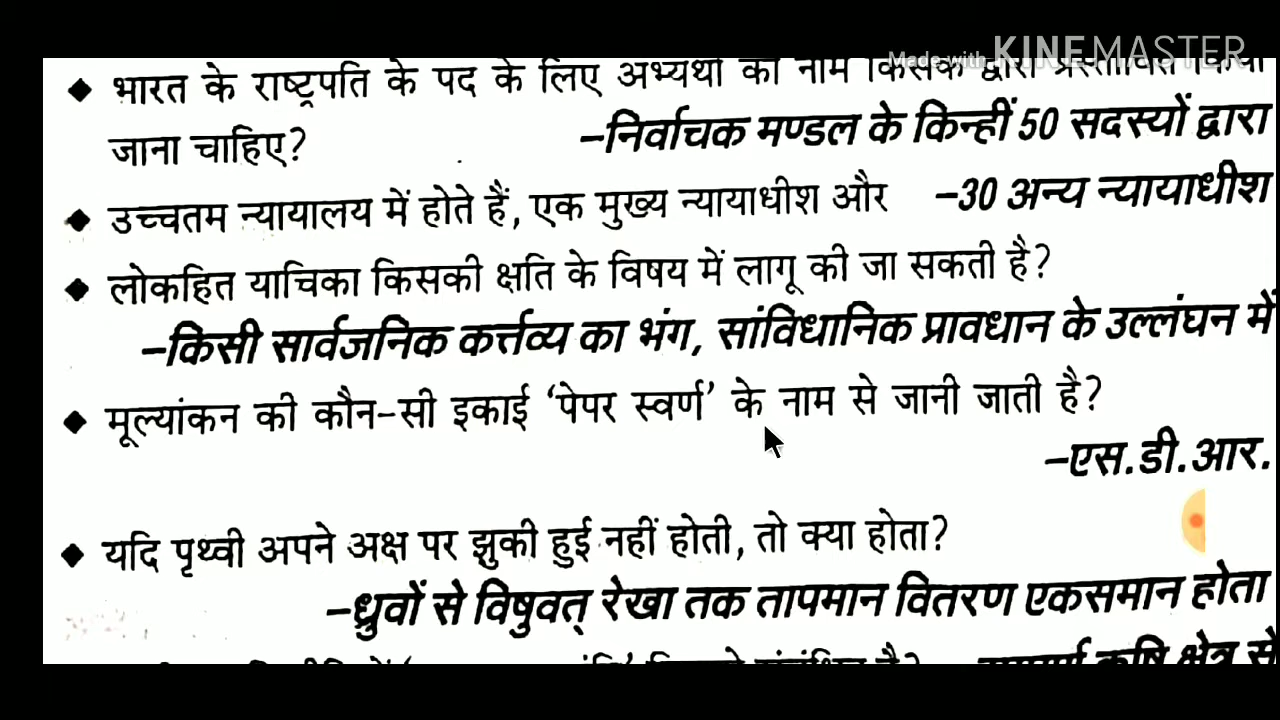 Made with KINEMASTER
◆ भारत के राष्ट्रपति के पद के लिए अभ्यर्थी का नाम किसके द्वारा प्रस्तावित किया
जाना चाहिए? –निर्वाचक मण्डल के किन्हीं 50 सदस्यों द्वारा
◆ उच्चतम न्यायालय में होते हैं, एक मुख्य न्यायाधीश और –30 अन्य न्यायाधीश
◆ लोकहित याचिका किसकी क्षति के विषय में लागू की जा सकती है?
–किसी सार्वजनिक कर्त्तव्य का भंग, सांविधानिक प्रावधान के उल्लंघन में
◆ मूल्यांकन की कौन-सी इकाई ‘पेपर स्वर्ण’ के नाम से जानी जाती है?
–एस.डी.आर.
◆ यदि पृथ्वी अपने अक्ष पर झुकी हुई नहीं होती, तो क्या होता?
–ध्रुवों से विषुवत् रेखा तक तापमान वितरण एकसमान होता
कृषि क्षेत्र से